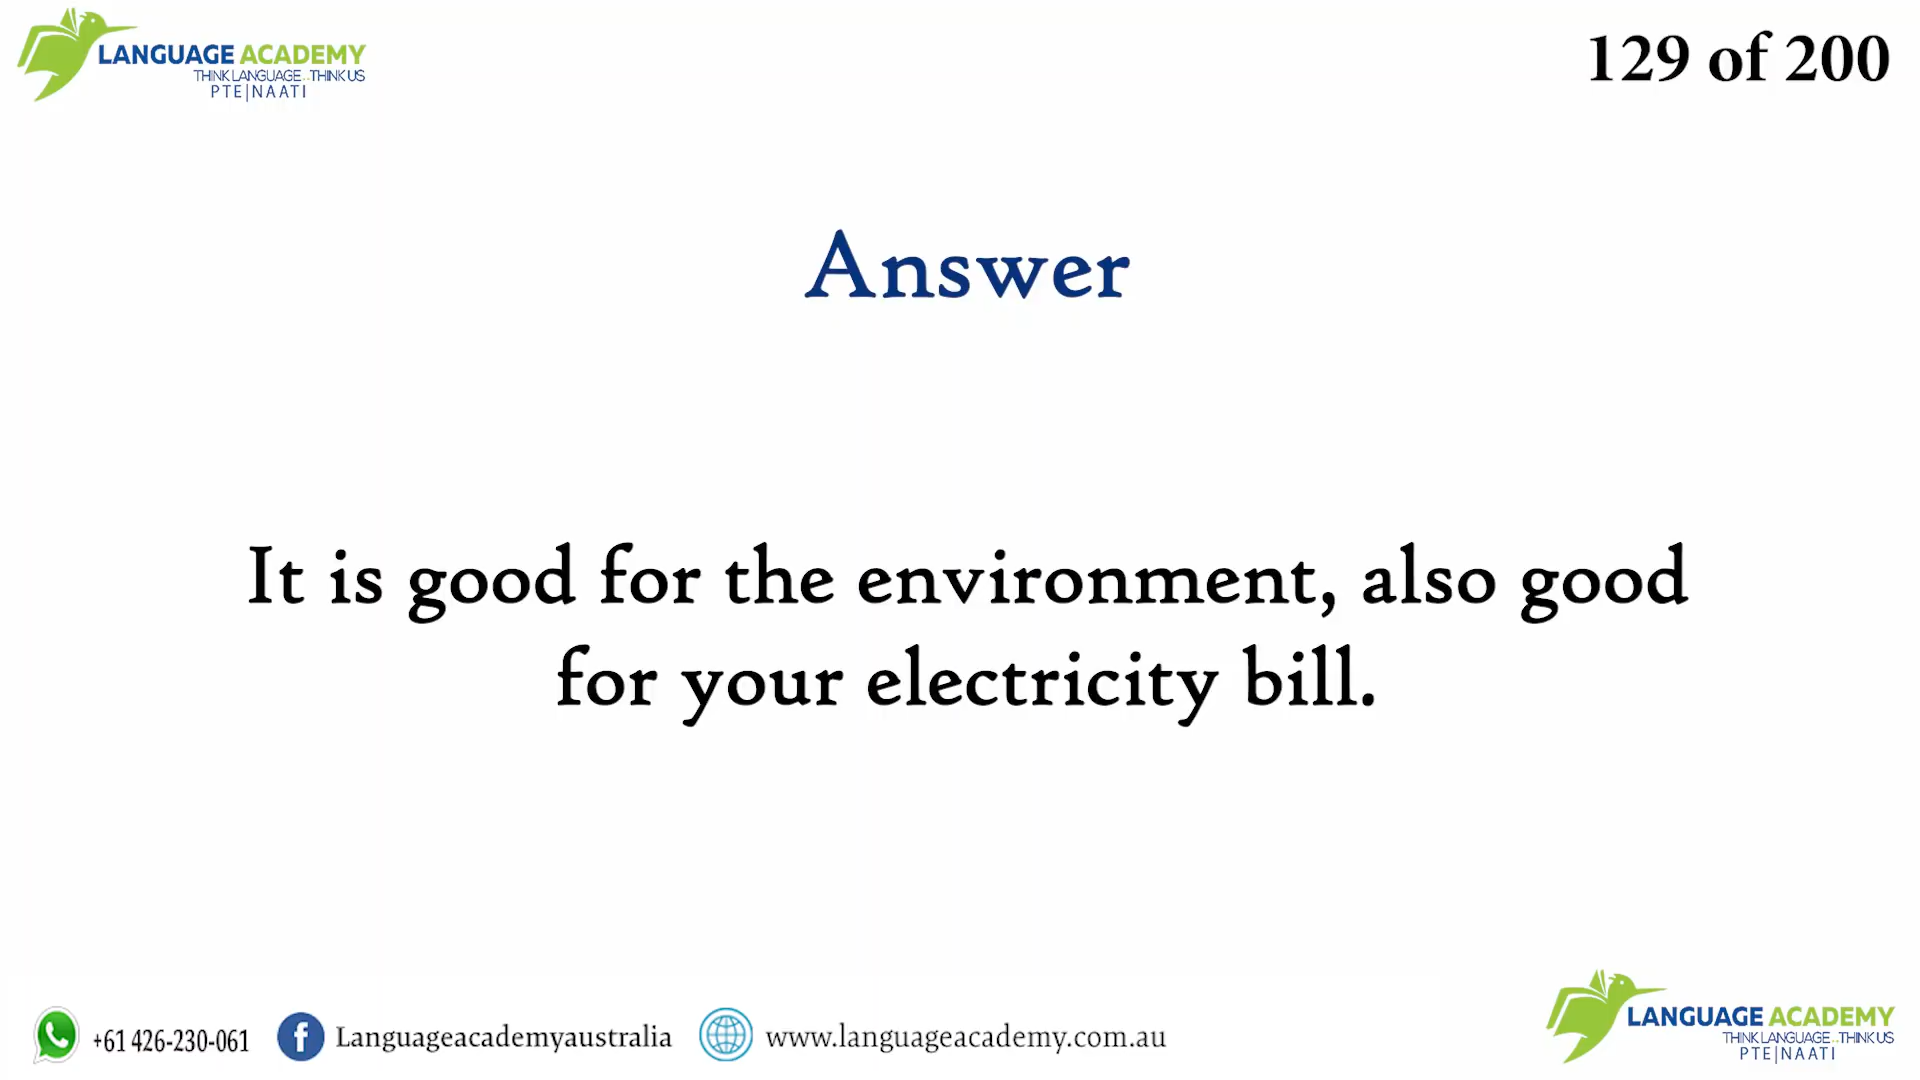 LANGUAGE ACADEMY
THINK LANGUAGE..THINK US
PTE|NAATI
129 of 200
Answer
It is good for the environment, also good
for your electricity bill.
+61 426-230-061
Languageacademyaustralia
www.languageacademy.com.au
LANGUAGE ACADEMY
THINK LANGUAGE..THINK US
PTE|NAATI